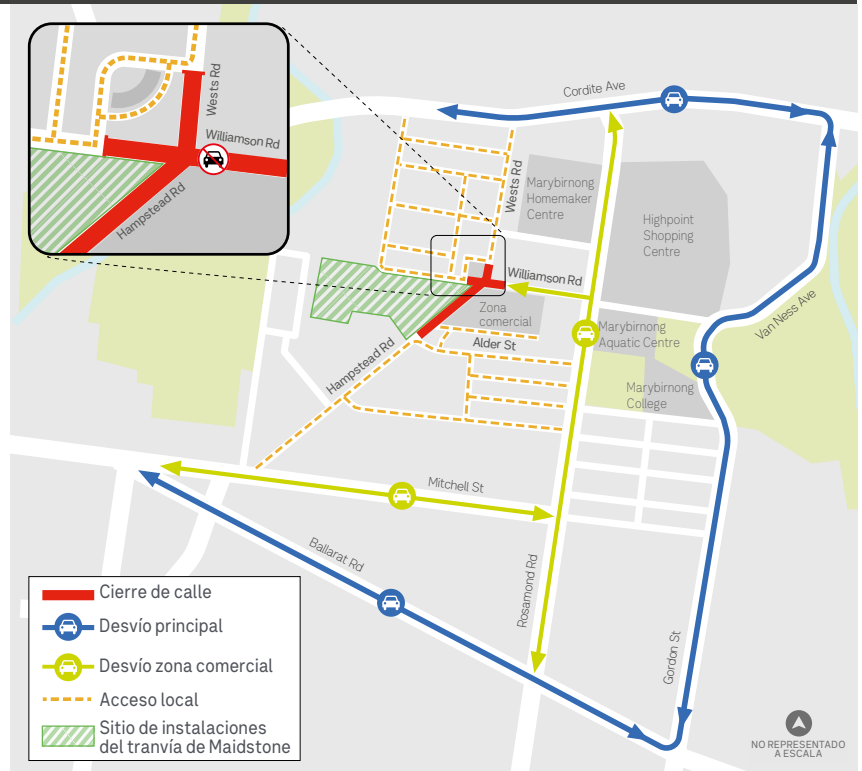 Wests Rd
Williamson Rd
Hampstead Rd
Cordite Ave
Wests Rd
Marybirnong
Homemaker
Centre
Highpoint
Shopping
Centre
Williamson Rd
Zona
comercial
Alder St
Marybirnong
Aquatic Centre
Van Ness Ave
Hampstead Rd
Marybirnong
College
Mitchell St
Ballarat Rd
Rosamond Rd
Gordon St
Cierre de calle
Desvío principal
Desvío zona comercial
Acceso local
Sitio de instalaciones
del tranvía de Maidstone
NO REPRESENTADO
A ESCALA